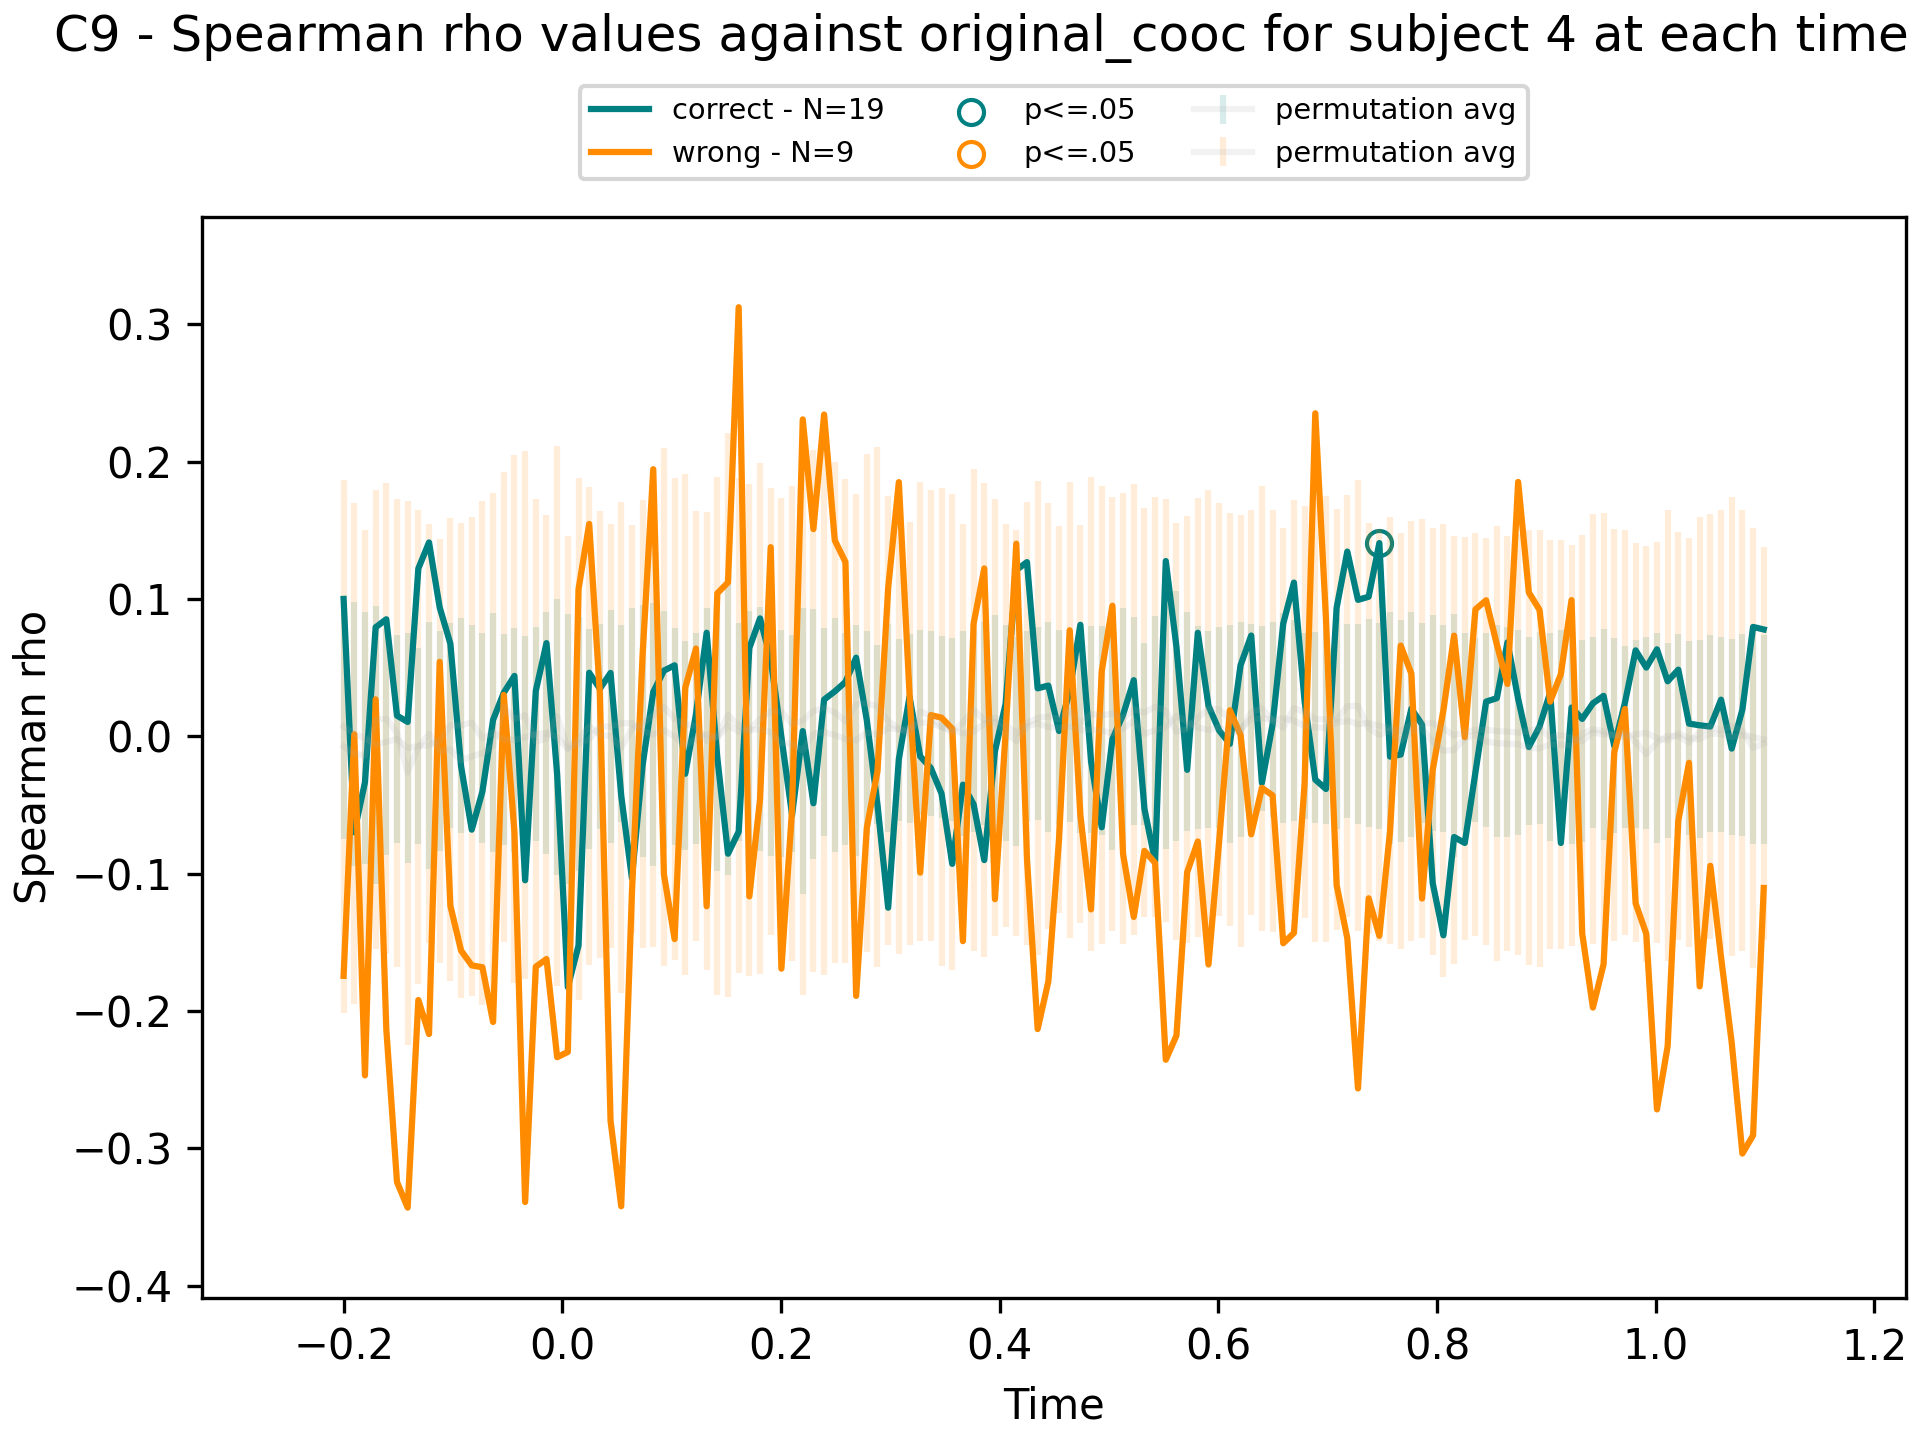 C9 - Spearman rho values against original_cooc for subject 4 at each time
correct - N=19
wrong - N=9
p<=.05
p<=.05
permutation avg
permutation avg
Spearman rho
0.3
0.2
0.1
0.0
−0.1
−0.2
−0.3
−0.4
−0.2
0.0
0.2
0.4
0.6
0.8
1.0
1.2
Time